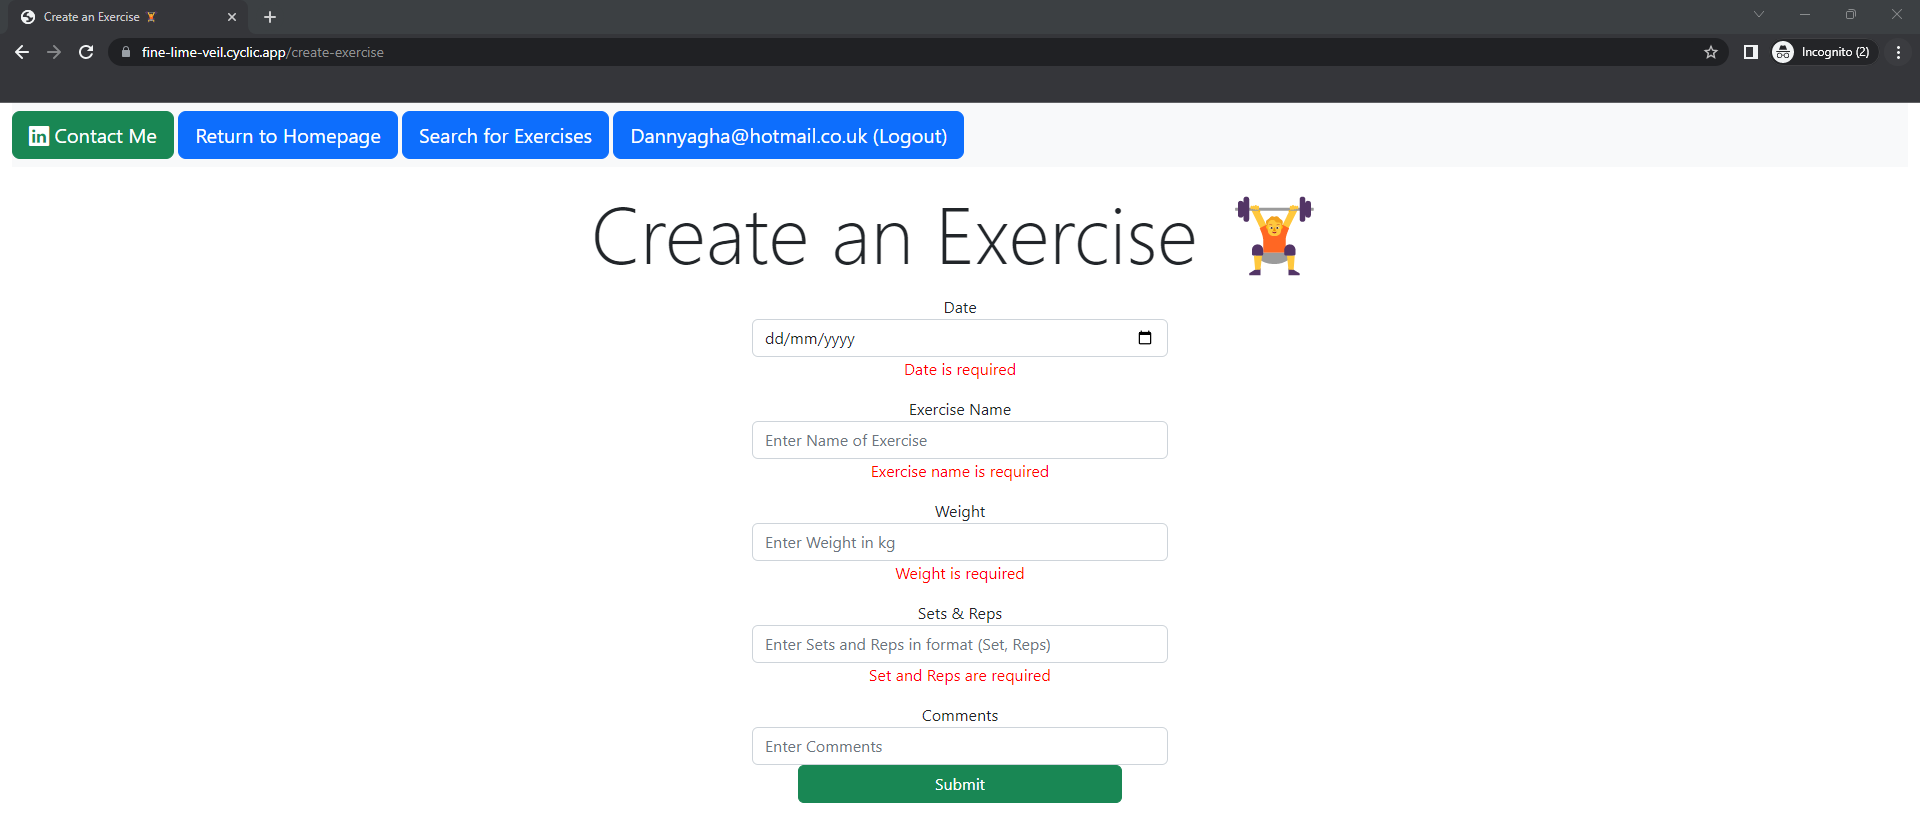 Create an Exercise
fine-lime-veil.cyclic.app/create-exercise
Incognito (2)
in Contact Me
Return to Homepage
Search for Exercises
Dannyagha@hotmail.co.uk (Logout)
Create an Exercise
Date
dd/mm/yyyy
Date is required
Exercise Name
Enter Name of Exercise
Exercise name is required
Weight
Enter Weight in kg
Weight is required
Sets & Reps
Enter Sets and Reps in format (Set, Reps)
Set and Reps are required
Comments
Enter Comments
Submit